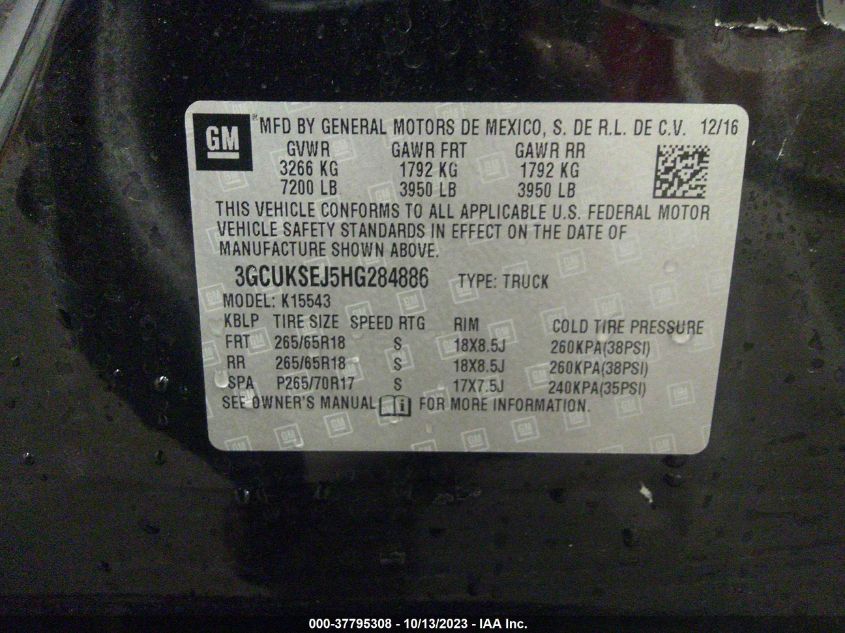 GM ® MFD BY GENERAL MOTORS DE MEXICO, S. DE R.L. DE C.V. 12/16
GVWR GAWR FRT GAWR RR
3266 KG 1792 KG 1792 KG
7200 LB 3950 LB 3950 LB
THIS VEHICLE CONFORMS TO ALL APPLICABLE U.S. FEDERAL MOTOR
VEHICLE SAFETY STANDARDS IN EFFECT ON THE DATE OF
MANUFACTURE SHOWN ABOVE.
3GCUKSEJ5HG284886 TYPE: TRUCK
MODEL: K15543
KBLP TIRE SIZE SPEED RTG RIM COLD TIRE PRESSURE
FRT 265/65R18 S 18X8.5J 260KPA(38PSI)
RR 265/65R18 S 18X8.5J 260KPA(38PSI)
SPA P265/70R17 S 17X7.5J 240KPA(35PSI)
SEE OWNER'S MANUAL i FOR MORE INFORMATION.
000-37795308 - 10/13/2023 - IAA Inc.